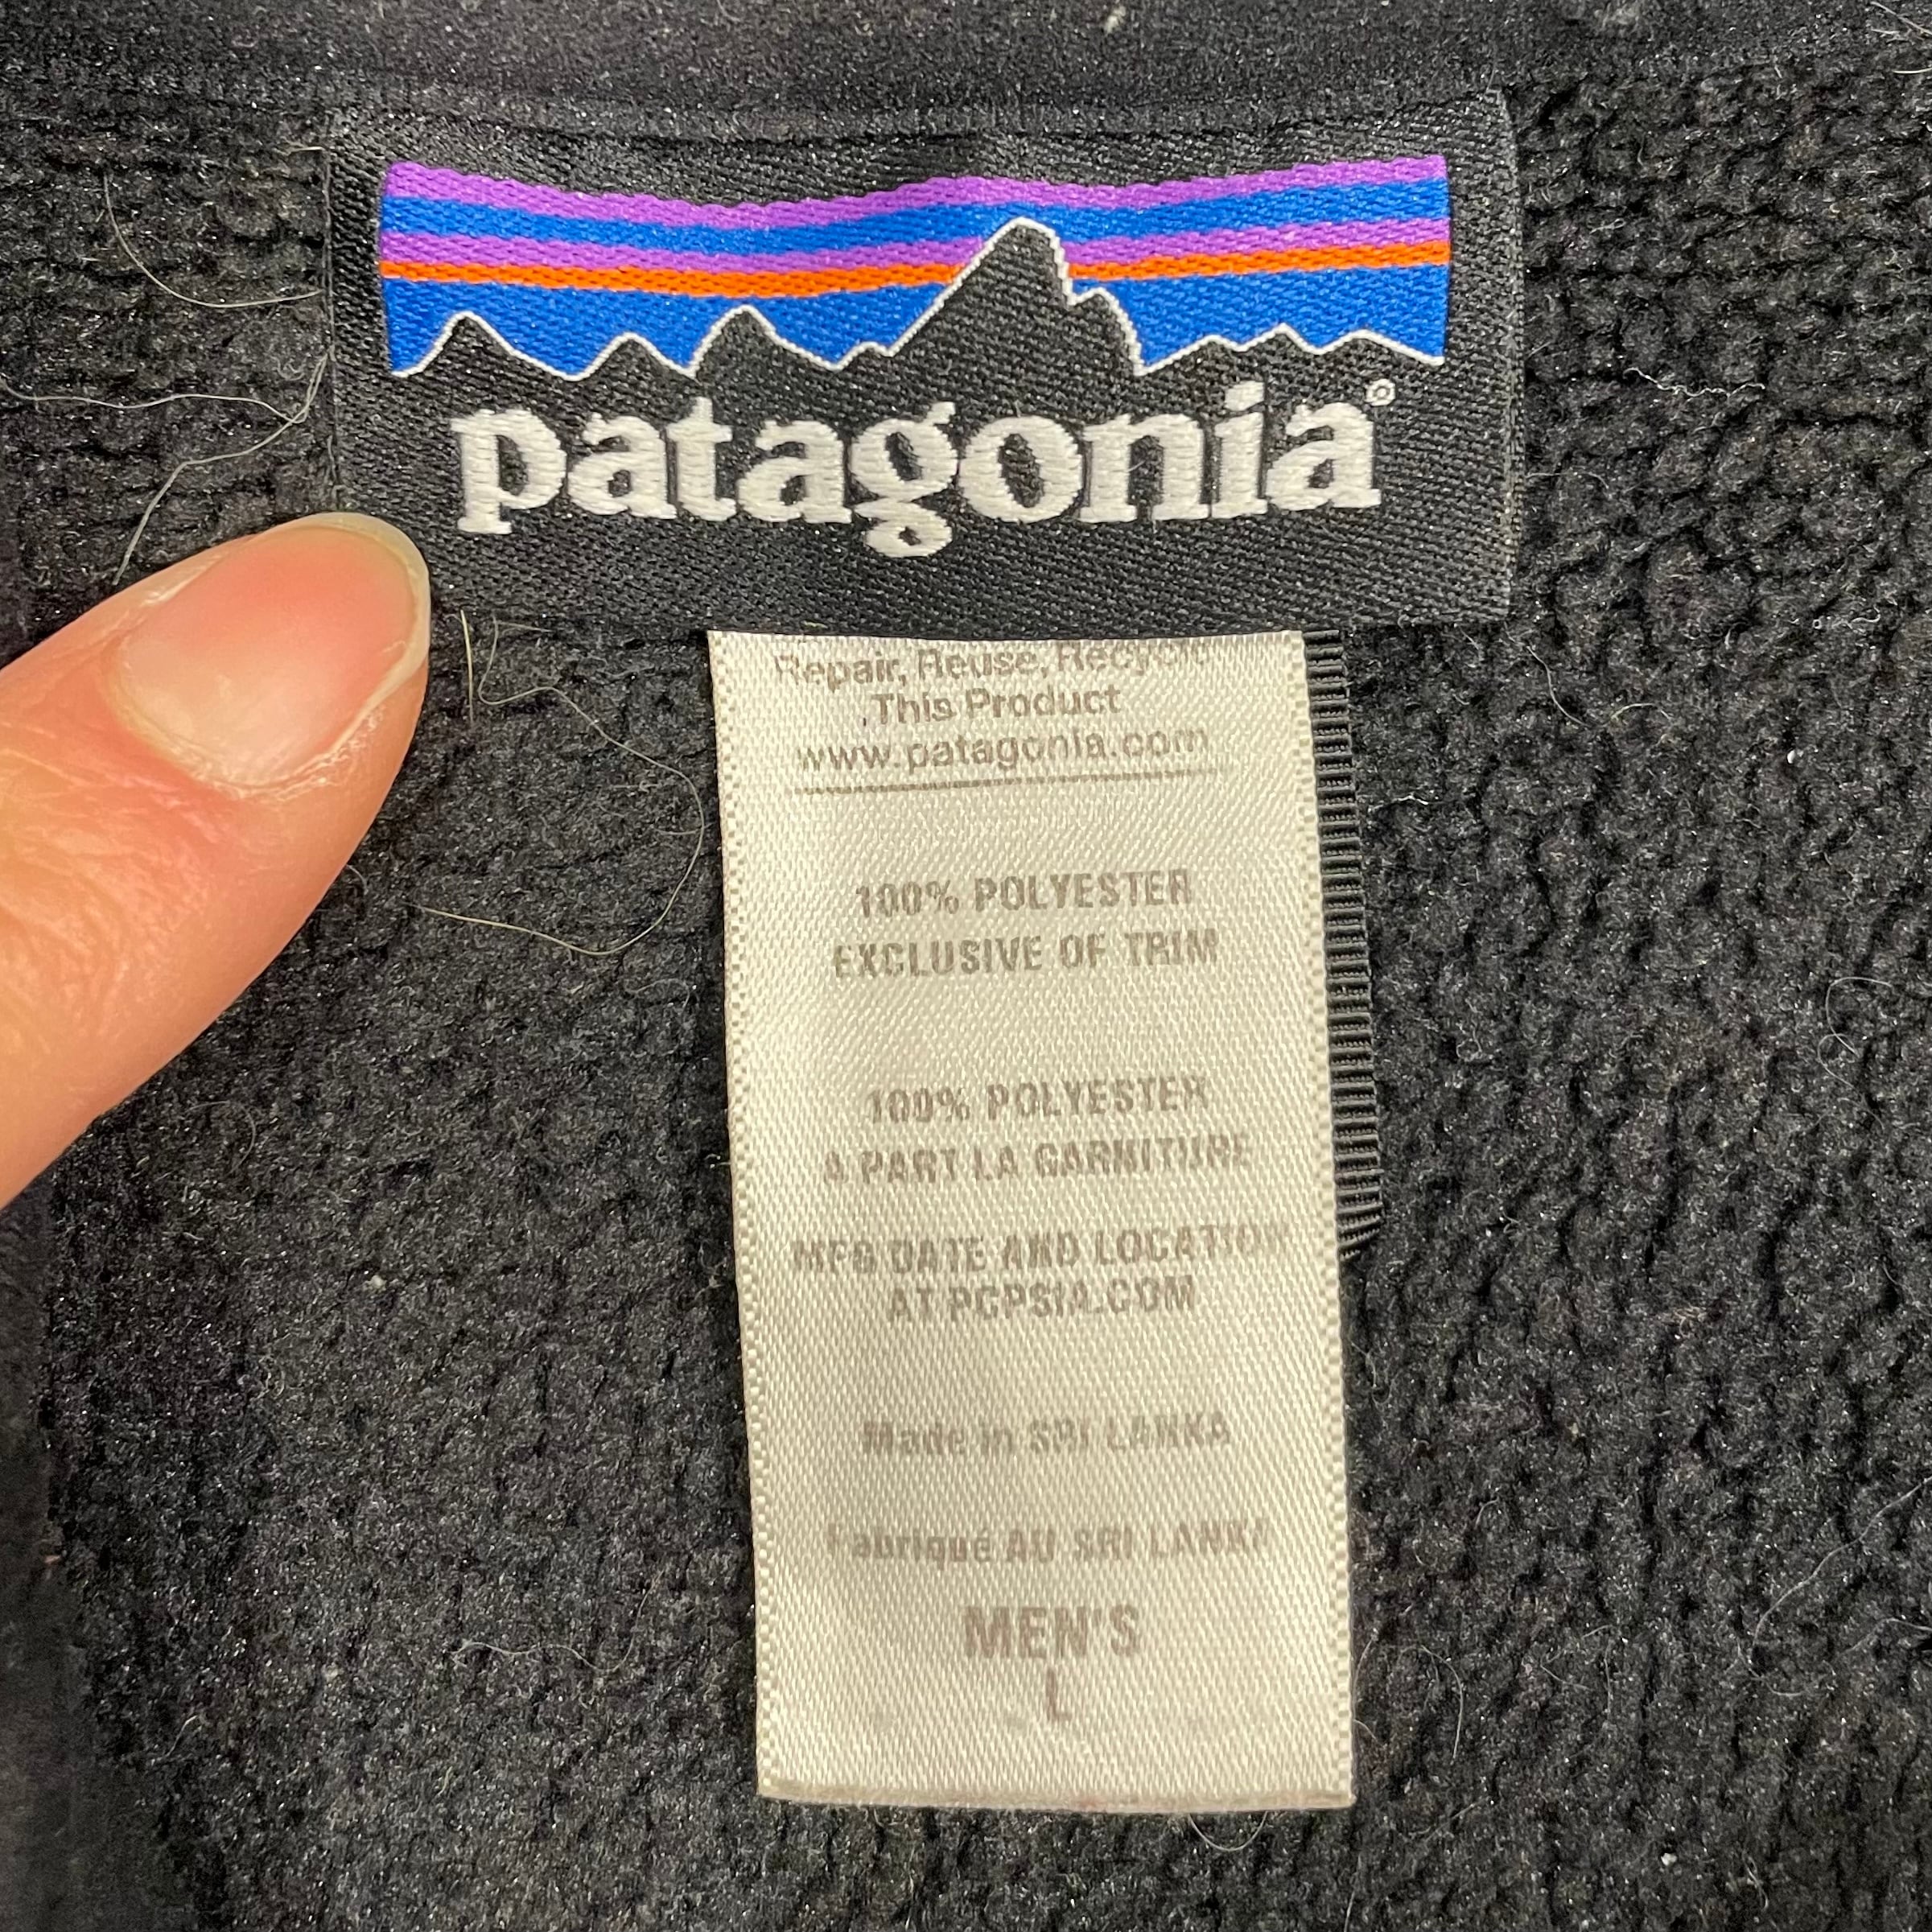 patagonia®
Repair, Reuse, Recycle
This Product
www.patagonia.com
100% POLYESTER
EXCLUSIVE OF TRIM
100% POLYESTER
A PART LA GARNITURE
MFG DATE AND LOCATION
AT PCPSIA.COM
Made in SRI LANKA
Fabriqué AU SRI LANKA
MEN'S
L